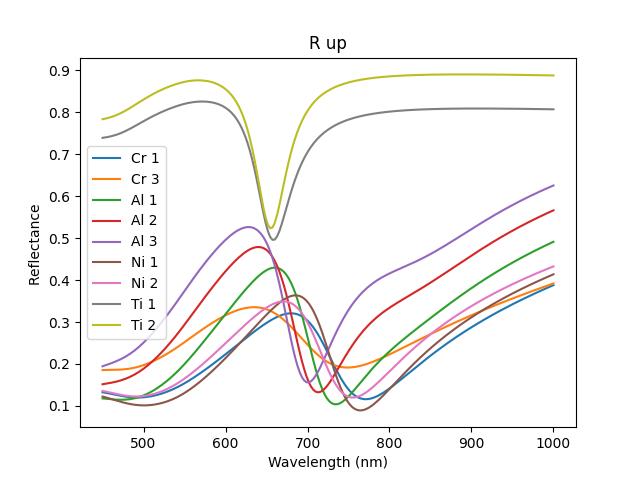 R up
0.9
0.8
0.7
0.6
0.5
0.4
0.3
0.2
0.1
Reflectance
Cr 1
Cr 3
Al 1
Al 2
Al 3
Ni 1
Ni 2
Ti 1
Ti 2
500 600 700 800 900 1000
Wavelength (nm)